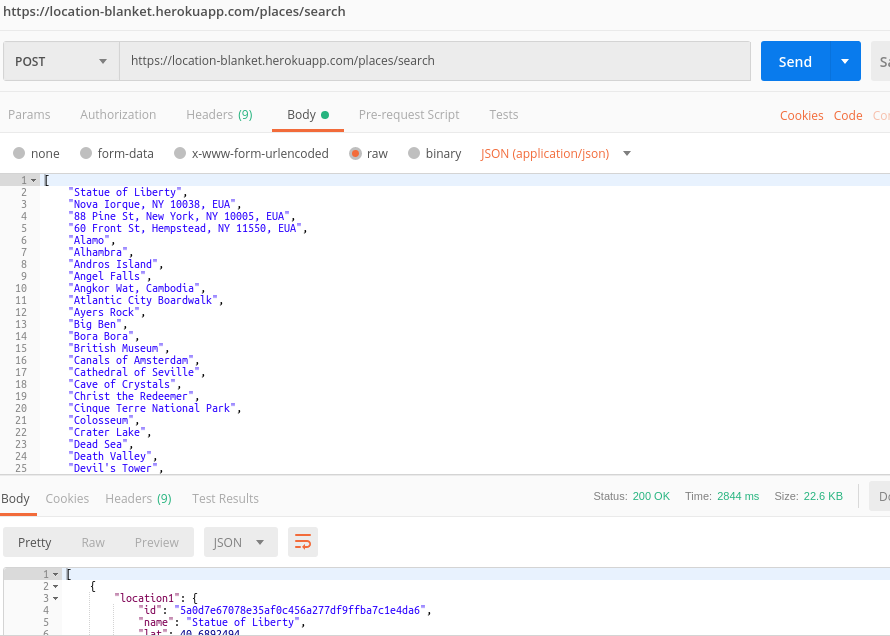 https://location-blanket.herokuapp.com/places/search
POST https://location-blanket.herokuapp.com/places/search Send
Params Authorization Headers (9) Body Pre-request Script Tests Cookies Code
none form-data x-www-form-urlencoded raw binary JSON (application/json)
1 [
2 "Statue of Liberty",
3 "Nova Iorque, NY 10038, EUA",
4 "88 Pine St, New York, NY 10005, EUA",
5 "60 Front St, Hempstead, NY 11550, EUA",
6 "Alamo",
7 "Alhambra",
8 "Andros Island",
9 "Angel Falls",
10 "Angkor Wat, Cambodia",
11 "Atlantic City Boardwalk",
12 "Ayers Rock",
13 "Big Ben",
14 "Bora Bora",
15 "British Museum",
16 "Canals of Amsterdam",
17 "Cathedral of Seville",
18 "Cave of Crystals",
19 "Christ the Redeemer",
20 "Cinque Terre National Park",
21 "Colosseum",
22 "Crater Lake",
23 "Dead Sea",
24 "Death Valley",
25 "Devil's Tower",
Body Cookies Headers (9) Test Results Status: 200 OK Time: 2844 ms Size: 22.6 KB
Pretty Raw Preview JSON
1 [
2 {
3 "location1": {
4 "id": "5a0d7e67078e35af0c456a277df9ffba7c1e4da6",
5 "name": "Statue of Liberty",
6 "lat": 40.6892494,